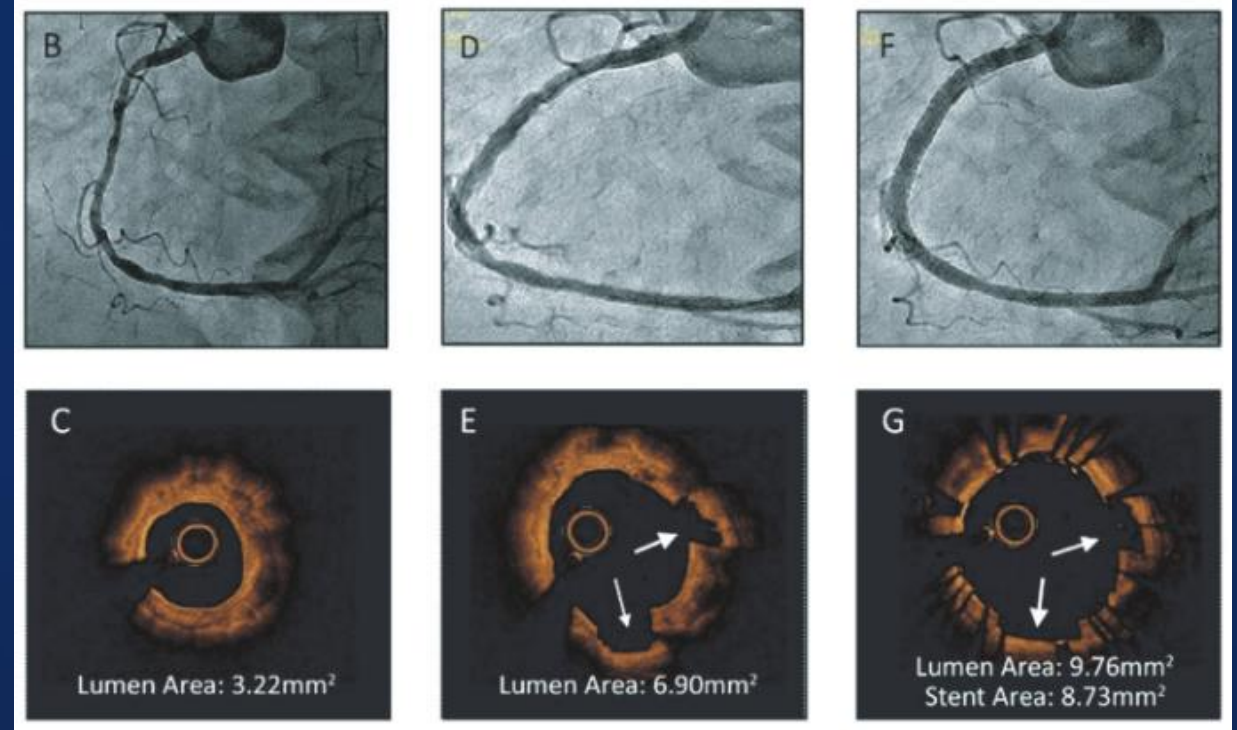 B
D
F
C
Lumen Area: 3.22mm²
E
Lumen Area: 6.90mm²
G
Lumen Area: 9.76mm²
Stent Area: 8.73mm²